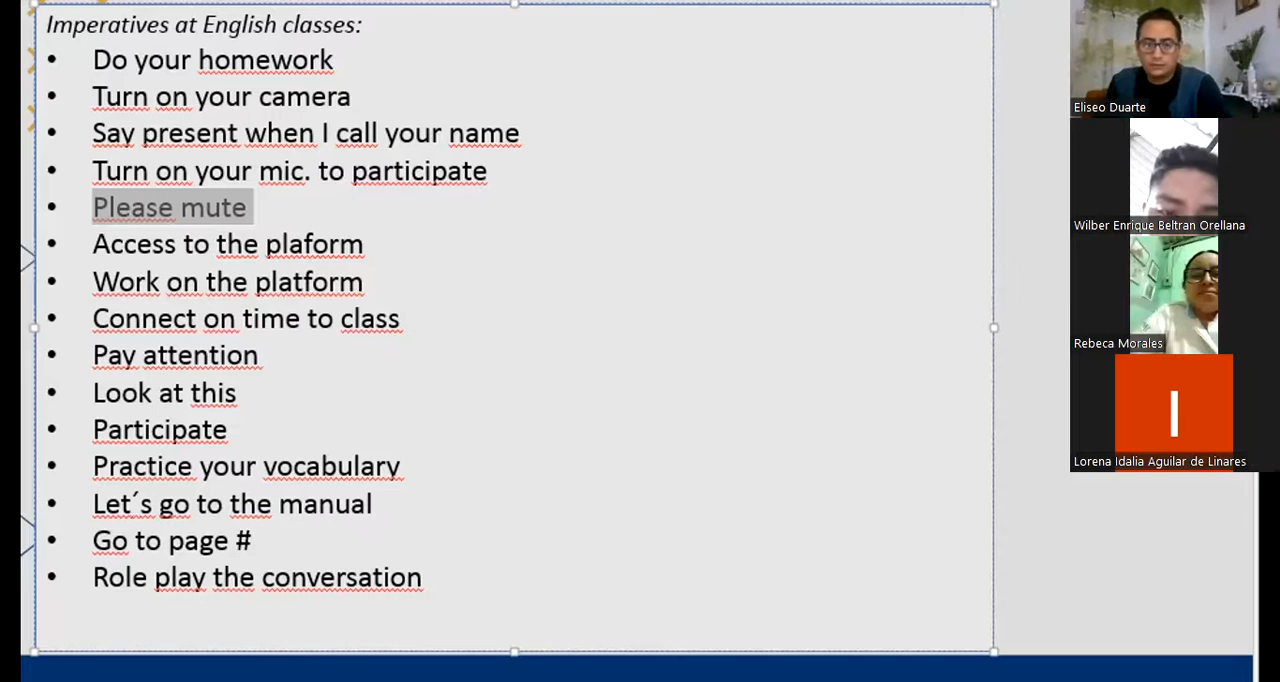 Imperatives at English classes:
• Do your homework
• Turn on your camera
• Say present when I call your name
• Turn on your mic. to participate
• Please mute
• Access to the plaform
• Work on the platform
• Connect on time to class
• Pay attention
• Look at this
• Participate
• Practice your vocabulary
• Let´s go to the manual
• Go to page #
• Role play the conversation
Eliseo Duarte
Wilber Enrique Beltran Orellana
Rebeca Morales
I
Lorena Idalia Aguilar de Linares